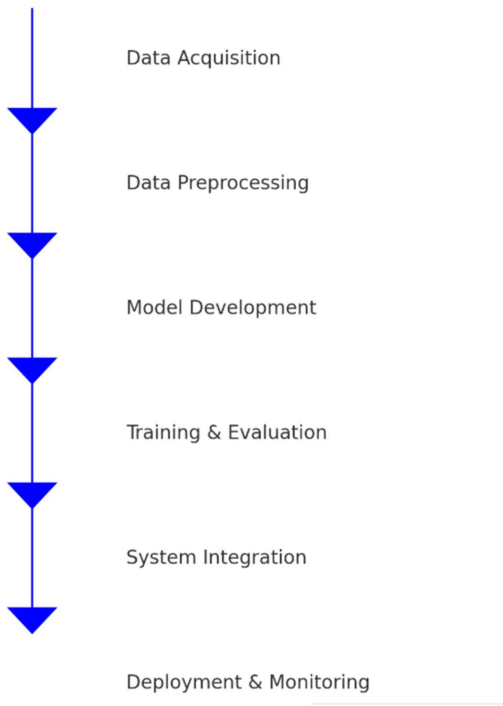 Data Acquisition
Data Preprocessing
Model Development
Training & Evaluation
System Integration
Deployment & Monitoring